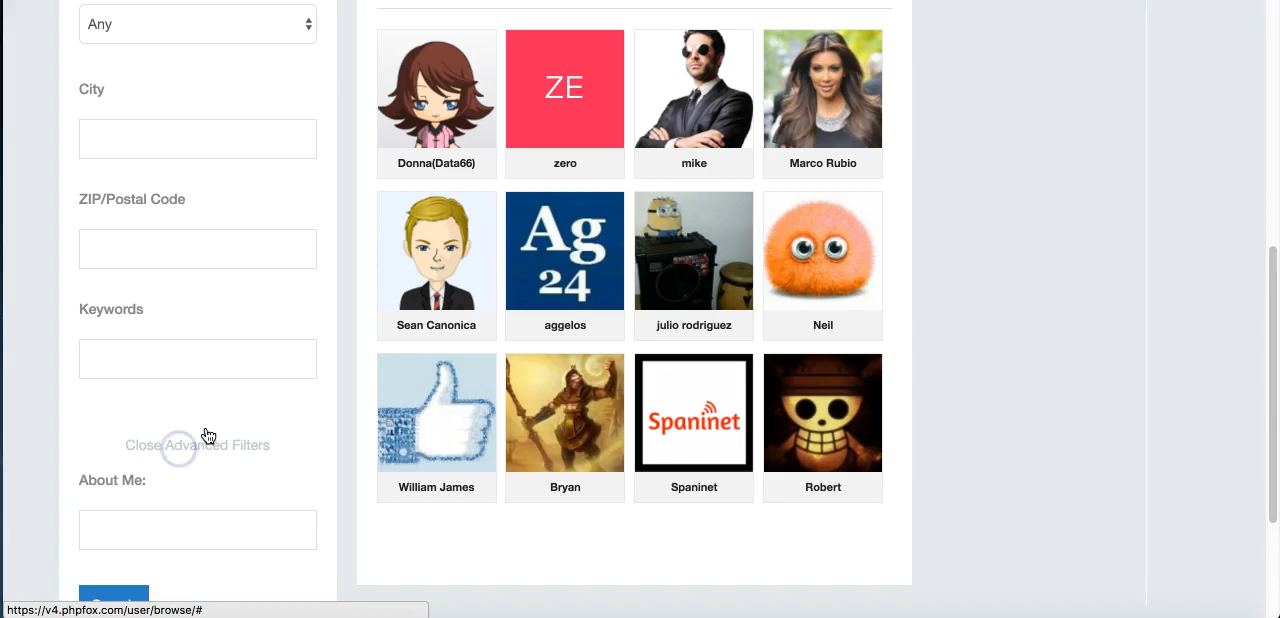 Any
City
ZIP/Postal Code
Keywords
Close Advanced Filters
About Me:
https://v4.phpfox.com/user/browse/#
ZE
Donna(Data66)
zero
mike
Marco Rubio
Ag
24
Sean Canonica
aggelos
julio rodriguez
Neil
Spaninet
William James
Bryan
Spaninet
Robert